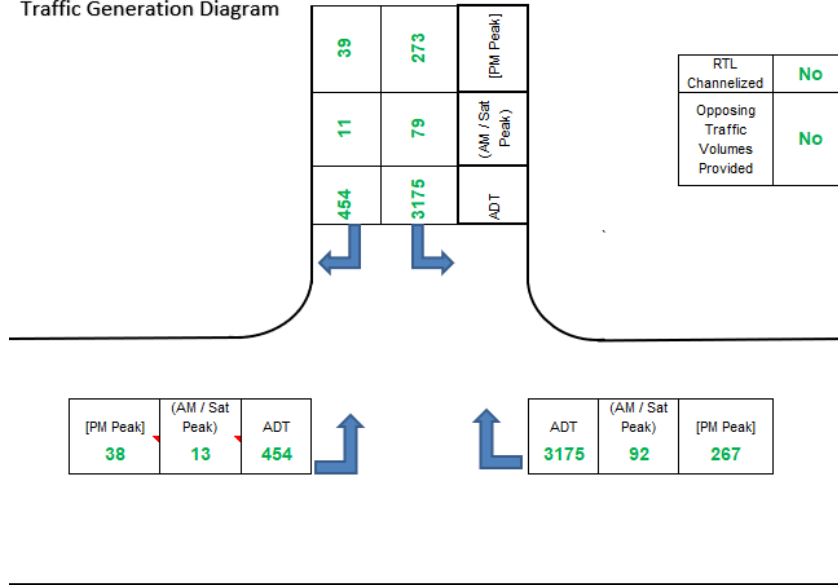 Traffic Generation Diagram
39
273
[PM Peak]
11
79
(AM / Sat
Peak)
454
3175
ADT
RTL
Channelized
No
Opposing
Traffic
Volumes
Provided
No
[PM Peak]
38
(AM / Sat
Peak)
13
ADT
454
ADT
3175
(AM / Sat
Peak)
92
[PM Peak]
267